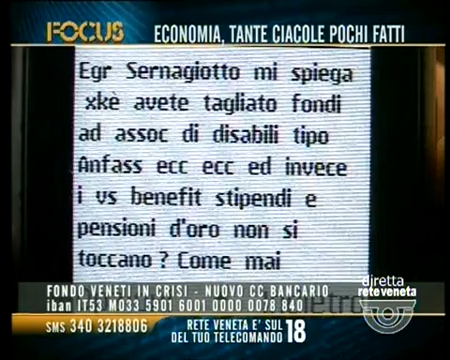 FOCUS ECONOMIA, TANTE CIACOLE POCHI FATTI
Egr Sernagiotto mi spiega
xkè avete tagliato fondi
ad assoc di disabili tipo
Anfass ecc ecc ed invece
i vs benefit stipendi e
pensioni d'oro non si
toccano ? Come mai
diretta
reteveneta
FONDO VENETI IN CRISI - NUOVO CC BANCARIO
iban IT53 M033 5901 6001 0000 0078 840
SMS 340 3218806
RETE VENETA E' SUL
DEL TUO TELECOMANDO 18